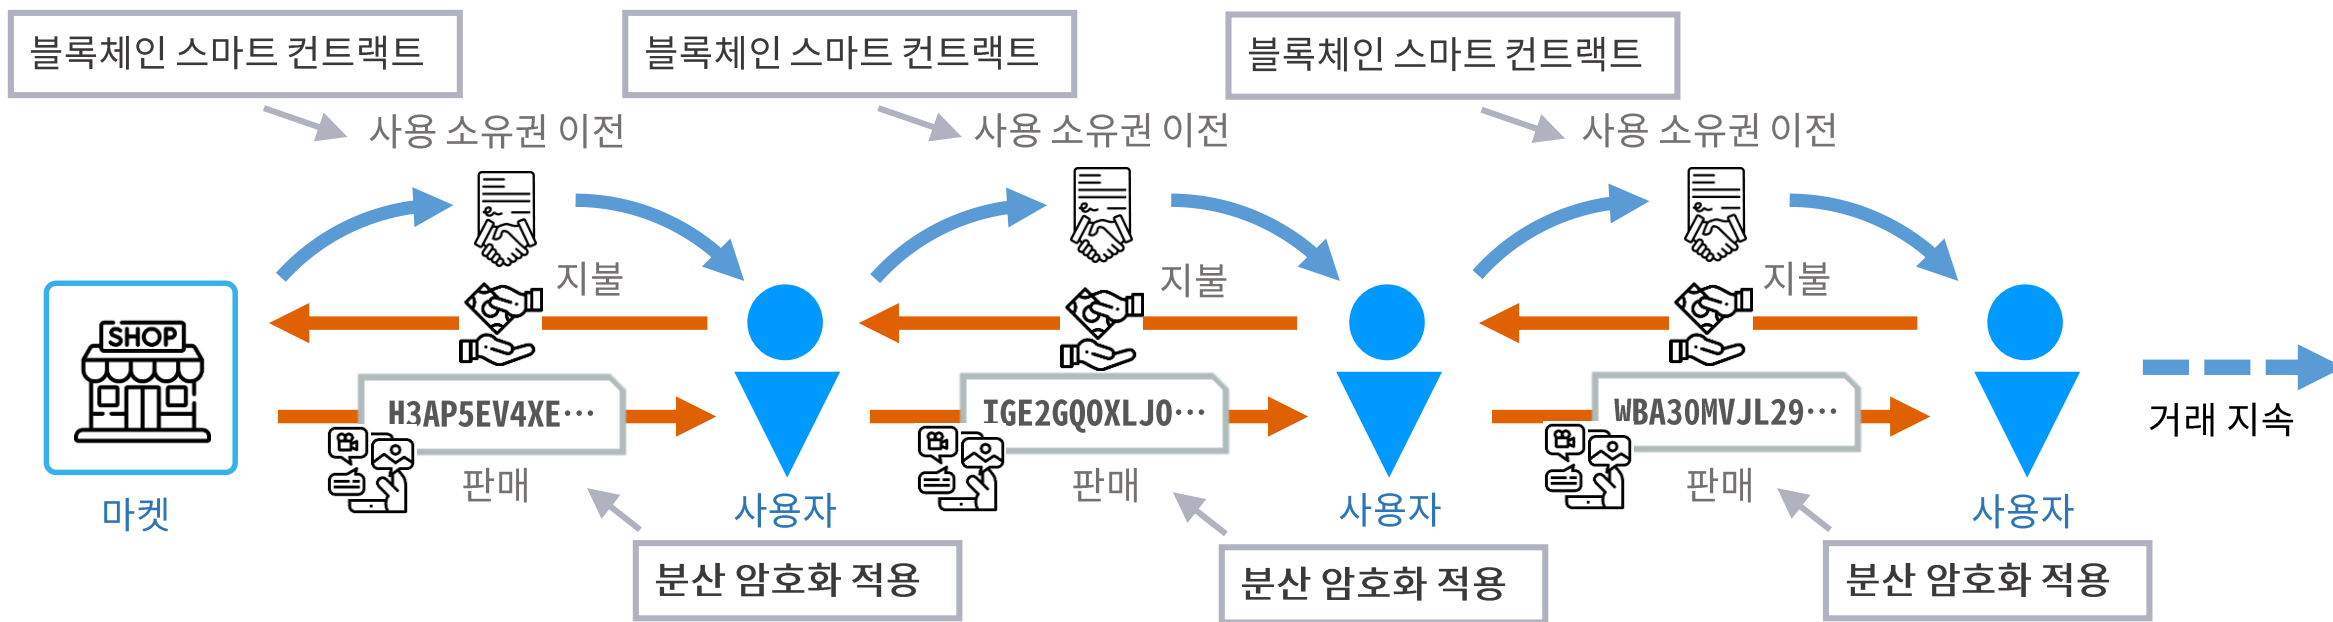 블록체인 스마트 컨트랙트
블록체인 스마트 컨트랙트
블록체인 스마트 컨트랙트
사용 소유권 이전
사용 소유권 이전
사용 소유권 이전
지불
지불
지불
SHOP
H3AP5EV4XE···
IGE2GQOXLJO···
WBA3OMVJL29···
거래 지속
판매
판매
판매
마켓
사용자
사용자
사용자
분산 암호화 적용
분산 암호화 적용
분산 암호화 적용